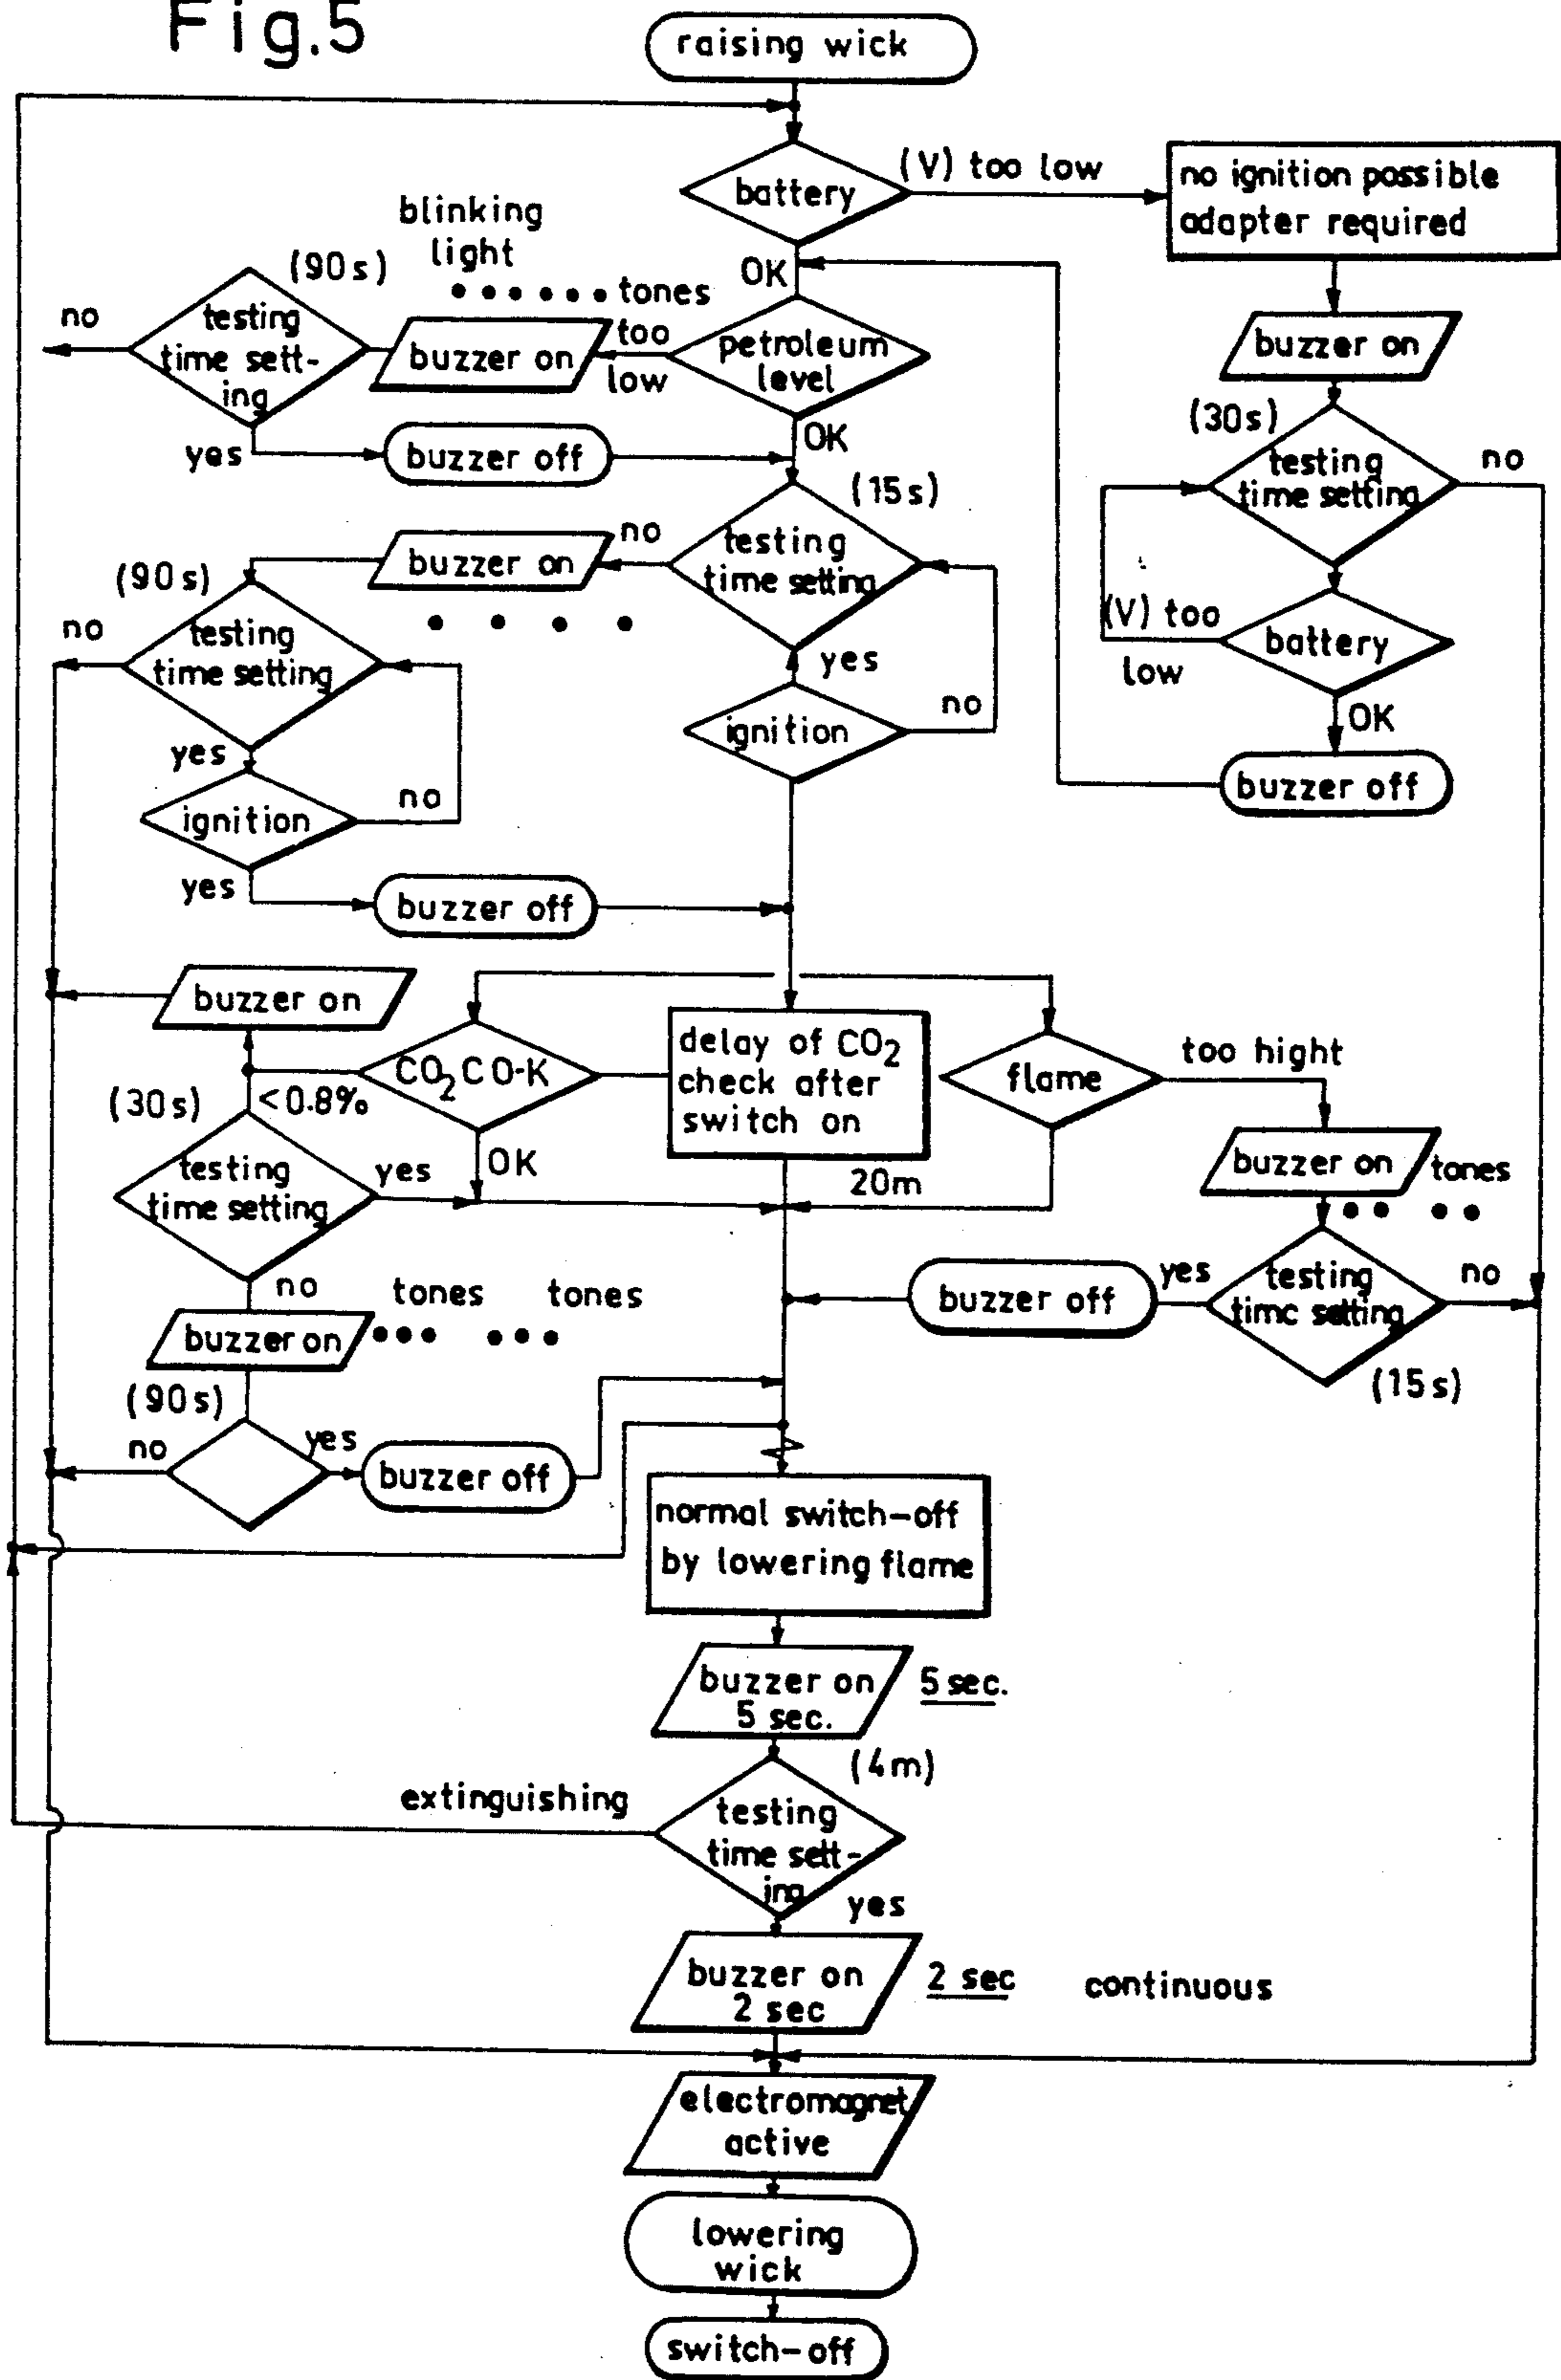 Fig.5
raising wick
battery
(V) too low
no ignition possible
adapter required
blinking
light
tones
OK
(90s)
testing
time sett-
ing
no
buzzer on
too
low
petroleum
level
OK
yes
buzzer off
buzzer on
(30s)
testing
time setting
no
(V) too
low
battery
OK
buzzer off
(15s)
testing
time setting
no
buzzer on
yes
ignition
no
(90s)
testing
time setting
no
yes
ignition
no
yes
buzzer off
buzzer on
CO2CO-K
<0.8%
OK
delay of CO2
check after
switch on
20m
flame
too hight
buzzer on
tones
(30s)
testing
time setting
yes
no
tones tones
buzzer on
(90s)
no
yes
buzzer off
buzzer off
yes
testing
time setting
no
(15s)
normal switch-off
by lowering flame
buzzer on
5 sec.
5 sec.
(4m)
extinguishing
testing
time sett-
ing
yes
buzzer on
2 sec
2 sec
continuous
electromagnet
active
lowering
wick
switch-off